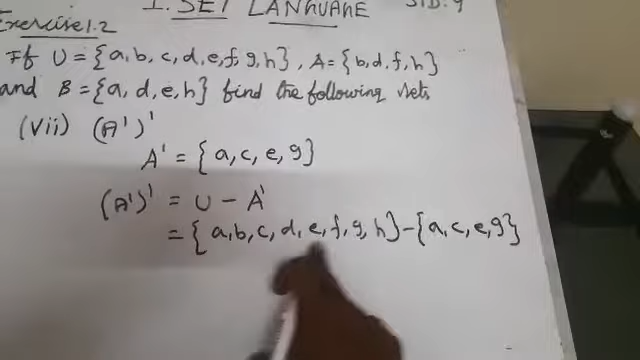 1. SET LANGUAGE STD: 9
Exercise 1.2
If U = {a, b, c, d, e, f, g, h}, A = {b, d, f, h}
and B = {a, d, e, h} find the following sets
(vii) (A')'
A' = {a, c, e, g}
(A')' = U - A'
= {a, b, c, d, e, f, g, h} - {a, c, e, g}